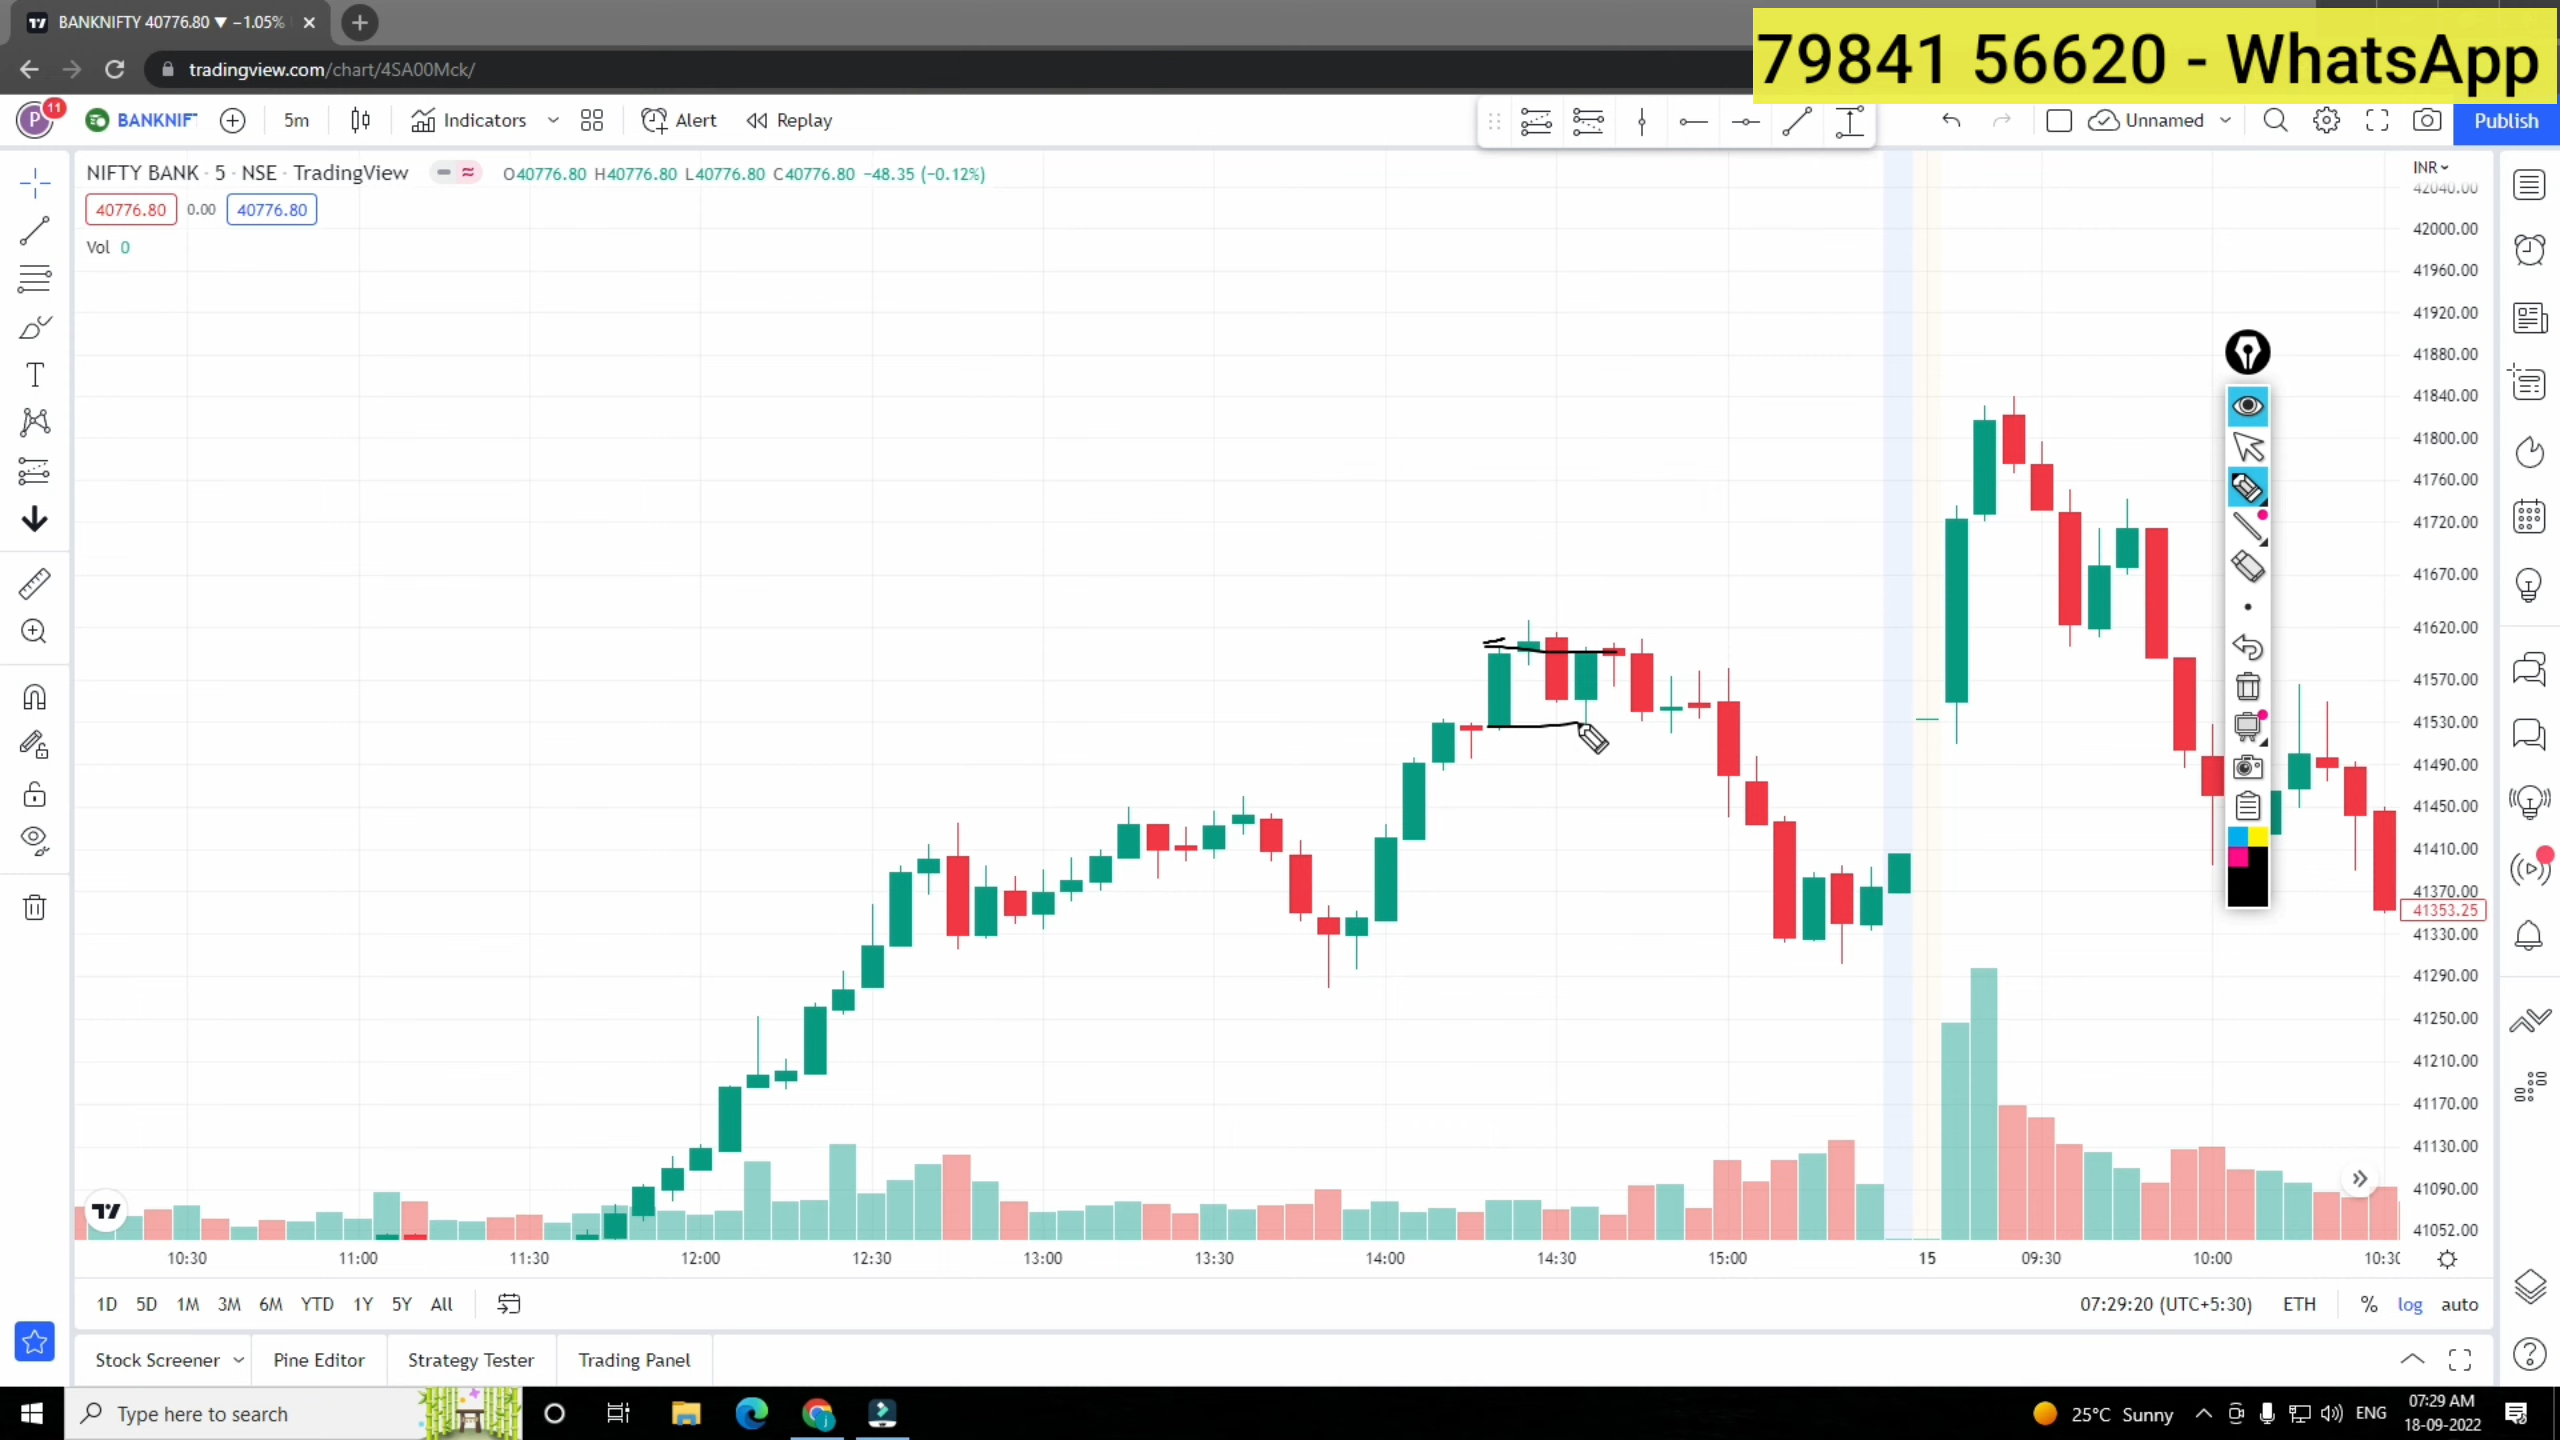 BANKNIFTY 40776.80 ▼ −1.05%
79841 56620 - WhatsApp
tradingview.com/chart/4SA00Mck/
P 11 BANKNIF 5m Indicators Alert Replay Unnamed Publish
NIFTY BANK · 5 · NSE · TradingView O40776.80 H40776.80 L40776.80 C40776.80 −48.35 (−0.12%)
INR
40776.80 0.00 40776.80
Vol 0
42040.00
42000.00
41960.00
41920.00
41880.00
41840.00
41800.00
41760.00
41720.00
41670.00
41620.00
41570.00
41530.00
41490.00
41450.00
41410.00
41370.00
41353.25
41330.00
41290.00
41250.00
41210.00
41170.00
41130.00
41090.00
41052.00
10:30 11:00 11:30 12:00 12:30 13:00 13:30 14:00 14:30 15:00 15 09:30 10:00 10:30
1D 5D 1M 3M 6M YTD 1Y 5Y All 07:29:20 (UTC+5:30) ETH % log auto
Stock Screener Pine Editor Strategy Tester Trading Panel
Type here to search 25°C Sunny ENG 07:29 AM
18-09-2022